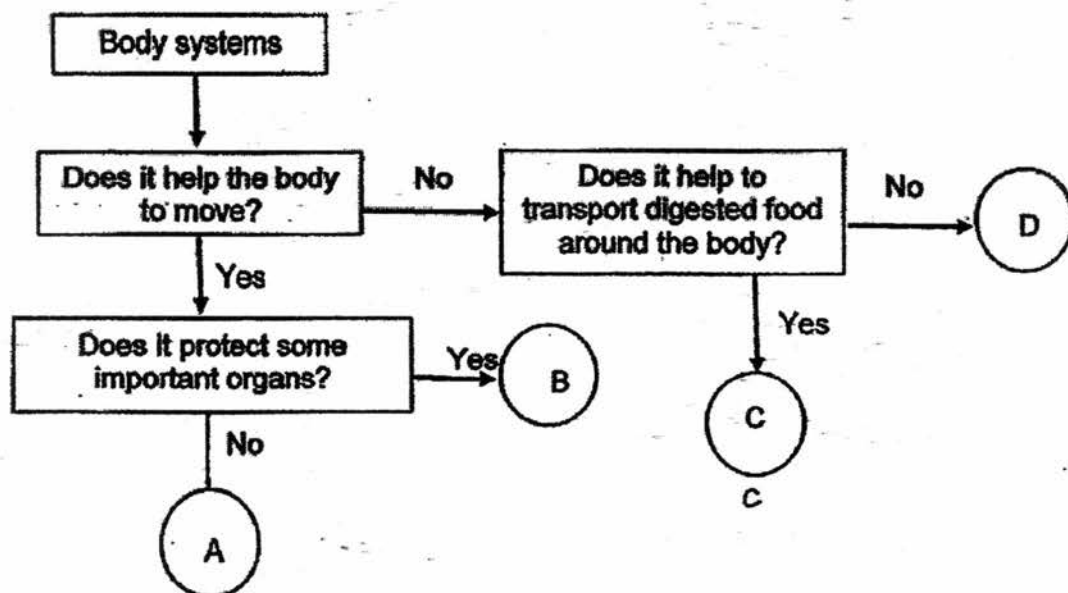 Body systems
Does it help the body
to move?
No
Does it help to
transport digested food
around the body?
No
D
Yes
Yes
Does it protect some
important organs?
Yes
B
C
No
C
A